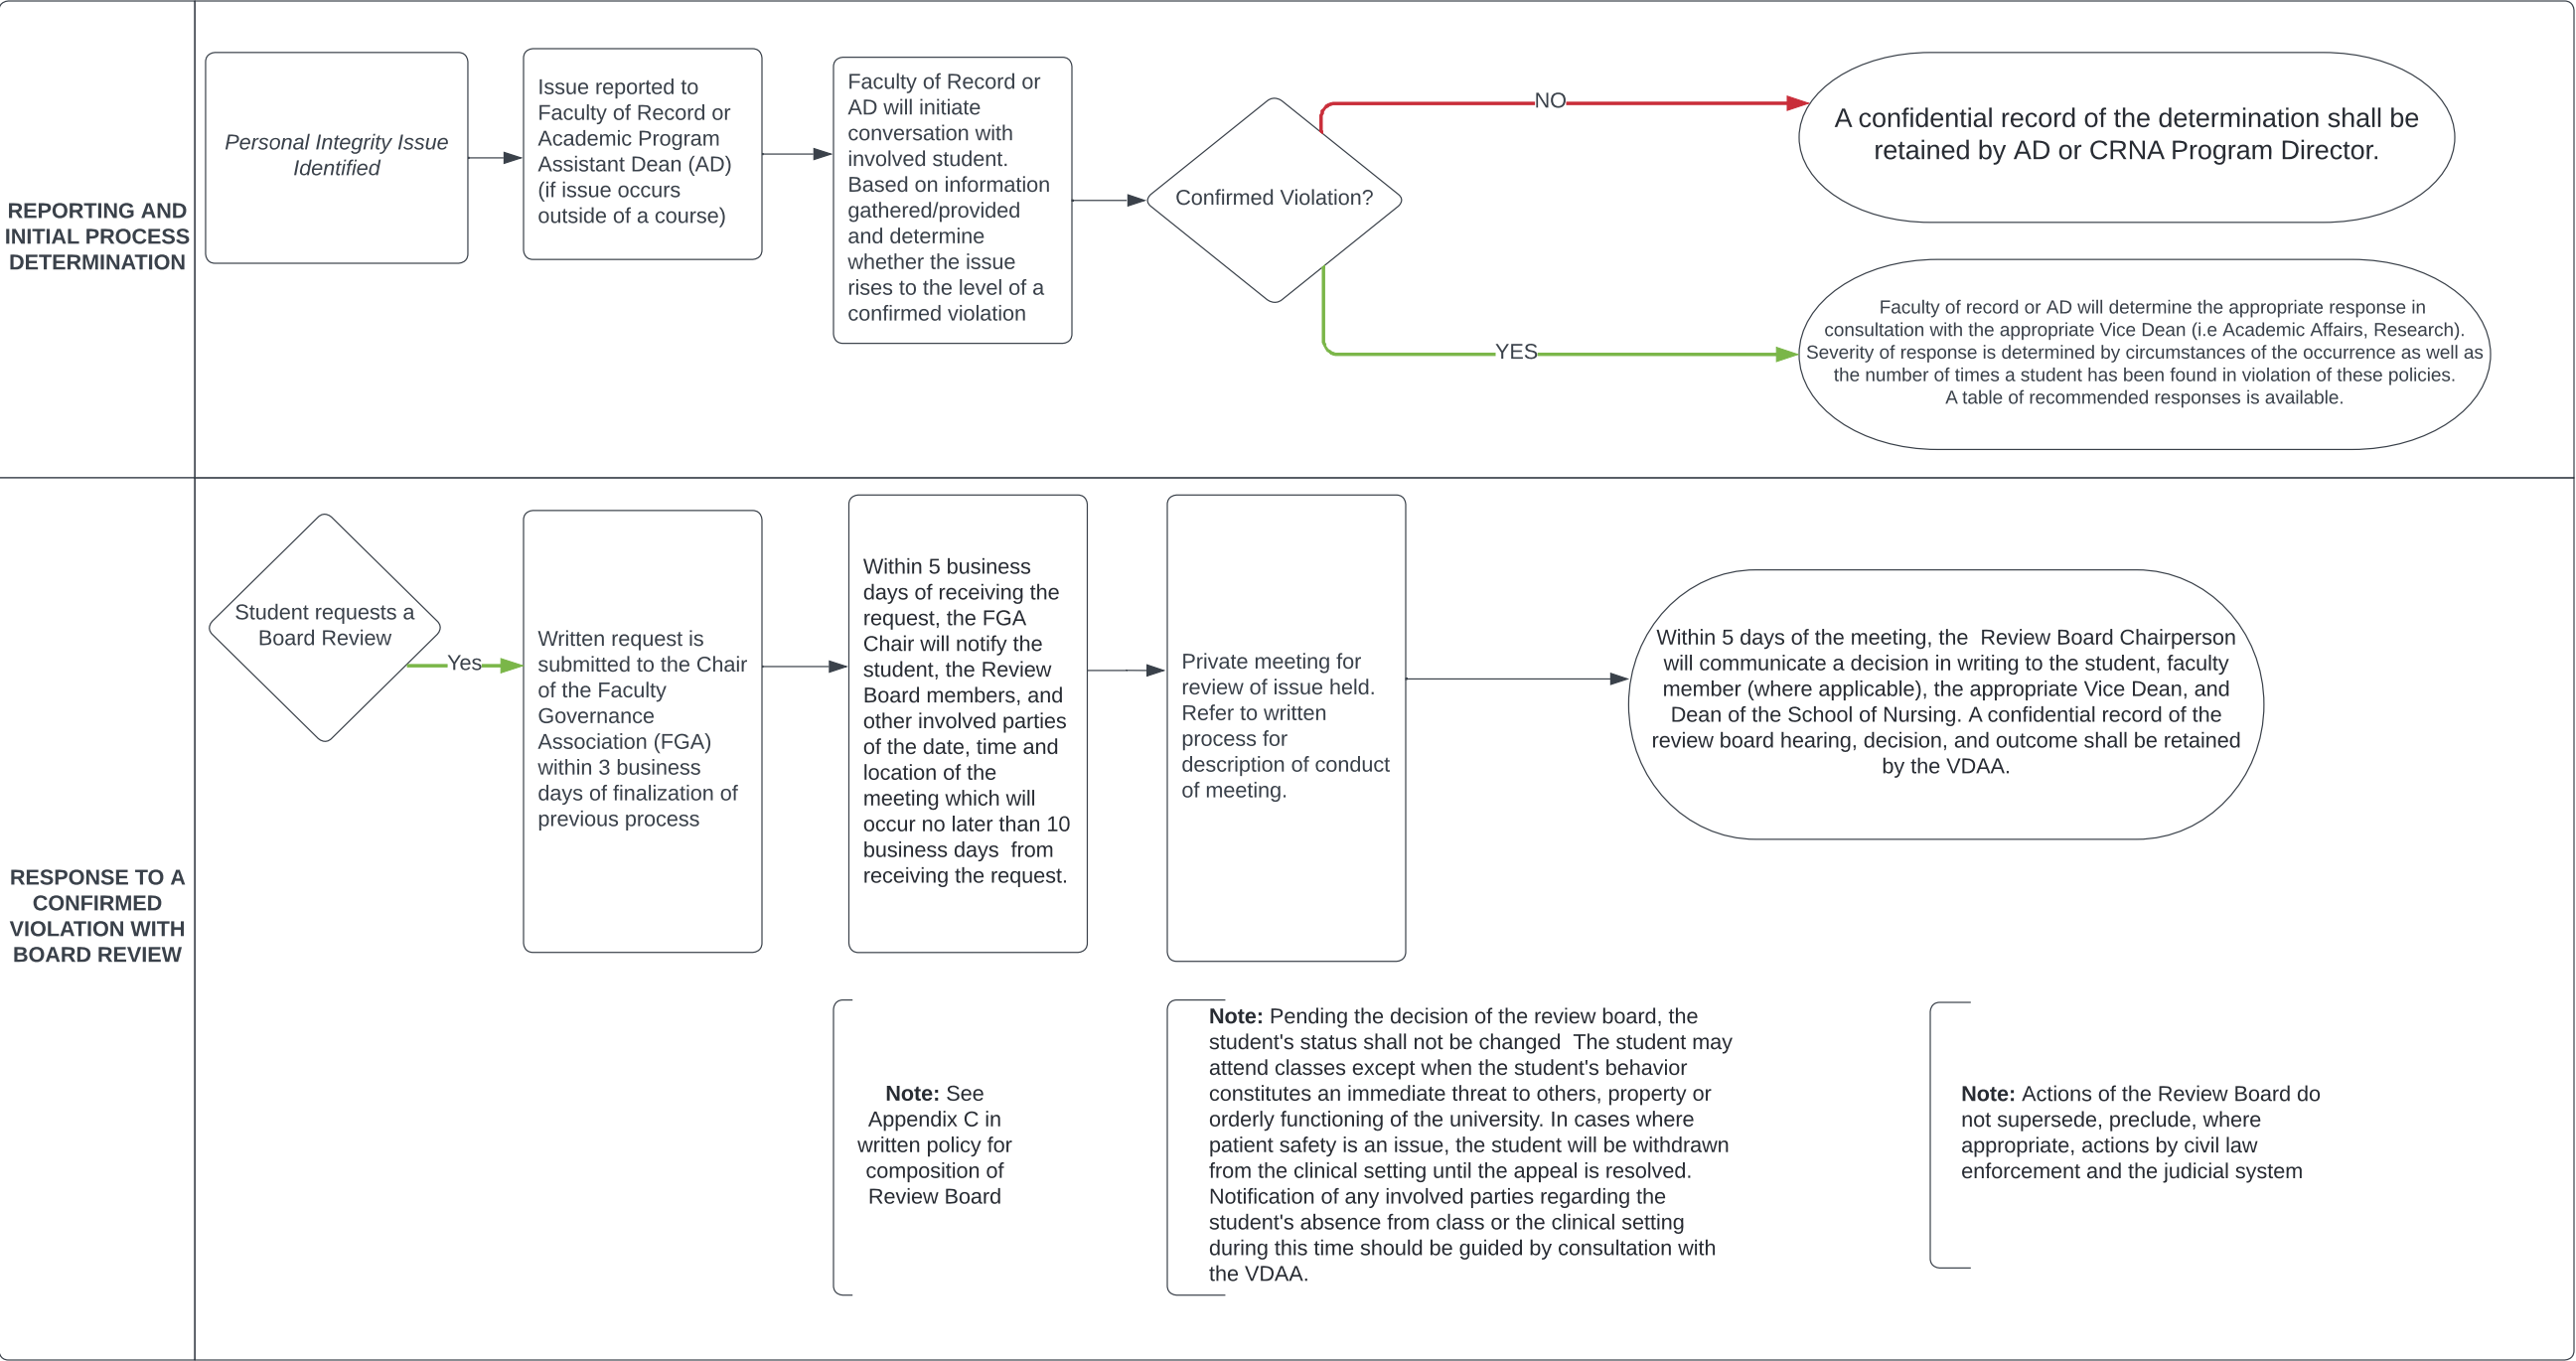 REPORTING AND
INITIAL PROCESS
DETERMINATION
Personal Integrity Issue
Identified
Issue reported to
Faculty of Record or
Academic Program
Assistant Dean (AD)
(if issue occurs
outside of a course)
Faculty of Record or
AD will initiate
conversation with
involved student.
Based on information
gathered/provided
and determine
whether the issue
rises to the level of a
confirmed violation
Confirmed Violation?
NO
A confidential record of the determination shall be
retained by AD or CRNA Program Director.
YES
Faculty of record or AD will determine the appropriate response in
consultation with the appropriate Vice Dean (i.e Academic Affairs, Research).
Severity of response is determined by circumstances of the occurrence as well as
the number of times a student has been found in violation of these policies.
A table of recommended responses is available.
RESPONSE TO A
CONFIRMED
VIOLATION WITH
BOARD REVIEW
Student requests a
Board Review
Yes
Written request is
submitted to the Chair
of the Faculty
Governance
Association (FGA)
within 3 business
days of finalization of
previous process
Within 5 business
days of receiving the
request, the FGA
Chair will notify the
student, the Review
Board members, and
other involved parties
of the date, time and
location of the
meeting which will
occur no later than 10
business days  from
receiving the request.
Private meeting for
review of issue held.
Refer to written
process for
description of conduct
of meeting.
Within 5 days of the meeting, the  Review Board Chairperson
will communicate a decision in writing to the student, faculty
member (where applicable), the appropriate Vice Dean, and
Dean of the School of Nursing. A confidential record of the
review board hearing, decision, and outcome shall be retained
by the VDAA.
Note: See
Appendix C in
written policy for
composition of
Review Board
Note: Pending the decision of the review board, the
student's status shall not be changed  The student may
attend classes except when the student's behavior
constitutes an immediate threat to others, property or
orderly functioning of the university. In cases where
patient safety is an issue, the student will be withdrawn
from the clinical setting until the appeal is resolved.
Notification of any involved parties regarding the
student's absence from class or the clinical setting
during this time should be guided by consultation with
the VDAA.
Note: Actions of the Review Board do
not supersede, preclude, where
appropriate, actions by civil law
enforcement and the judicial system